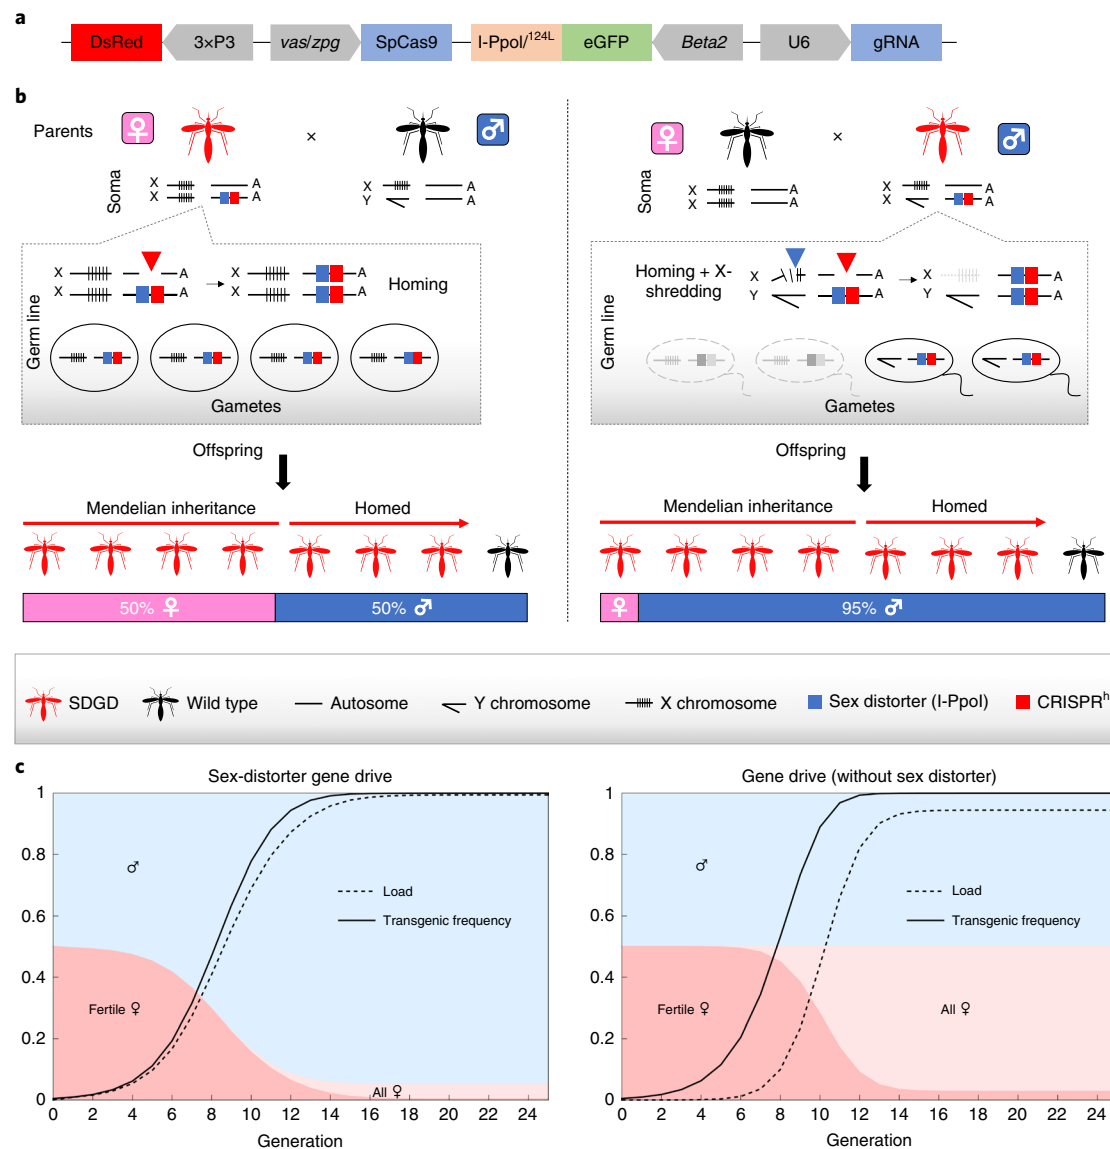 a
DsRed 3×P3 vas/zpg SpCas9 I-PpoI/124L eGFP Beta2 U6 gRNA
b
Parents ♀ × ♂
Soma
X A
X A
X A
Y A
Germ line
X A
X A
X A
X A
Homing
Gametes
Offspring
Mendelian inheritance Homed
50% ♀ 50% ♂
♀ × ♂
Soma
X A
X A
X A
X A
Germ line
Homing + X-
shredding
X A
Y A
X A
Y A
Gametes
Offspring
Mendelian inheritance Homed
♀ 95% ♂
SDGD Wild type Autosome Y chromosome X chromosome Sex distorter (I-PpoI) CRISPRh
c
Sex-distorter gene drive
1
0.8
0.6
0.4
0.2
0
♂
Load
Transgenic frequency
Fertile ♀
All ♀
0 2 4 6 8 10 12 14 16 18 20 22 24
Generation
Gene drive (without sex distorter)
1
0.8
0.6
0.4
0.2
0
♂
Load
Transgenic frequency
Fertile ♀
All ♀
0 2 4 6 8 10 12 14 16 18 20 22 24
Generation